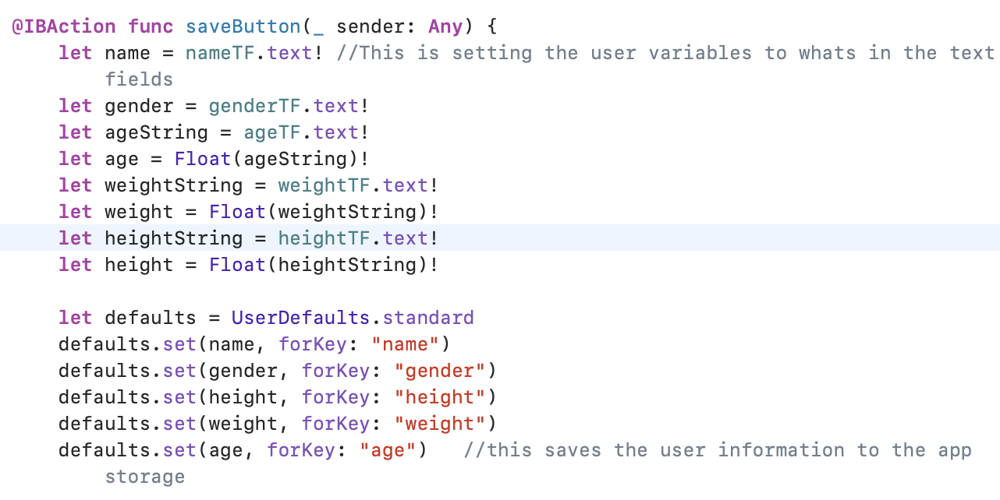 @IBAction func saveButton(_ sender: Any) {
let name = nameTF.text! //This is setting the user variables to whats in the text
fields
let gender = genderTF.text!
let ageString = ageTF.text!
let age = Float(ageString)!
let weightString = weightTF.text!
let weight = Float(weightString)!
let heightString = heightTF.text!
let height = Float(heightString)!
let defaults = UserDefaults.standard
defaults.set(name, forKey: "name")
defaults.set(gender, forKey: "gender")
defaults.set(height, forKey: "height")
defaults.set(weight, forKey: "weight")
defaults.set(age, forKey: "age")   //this saves the user information to the app
storage